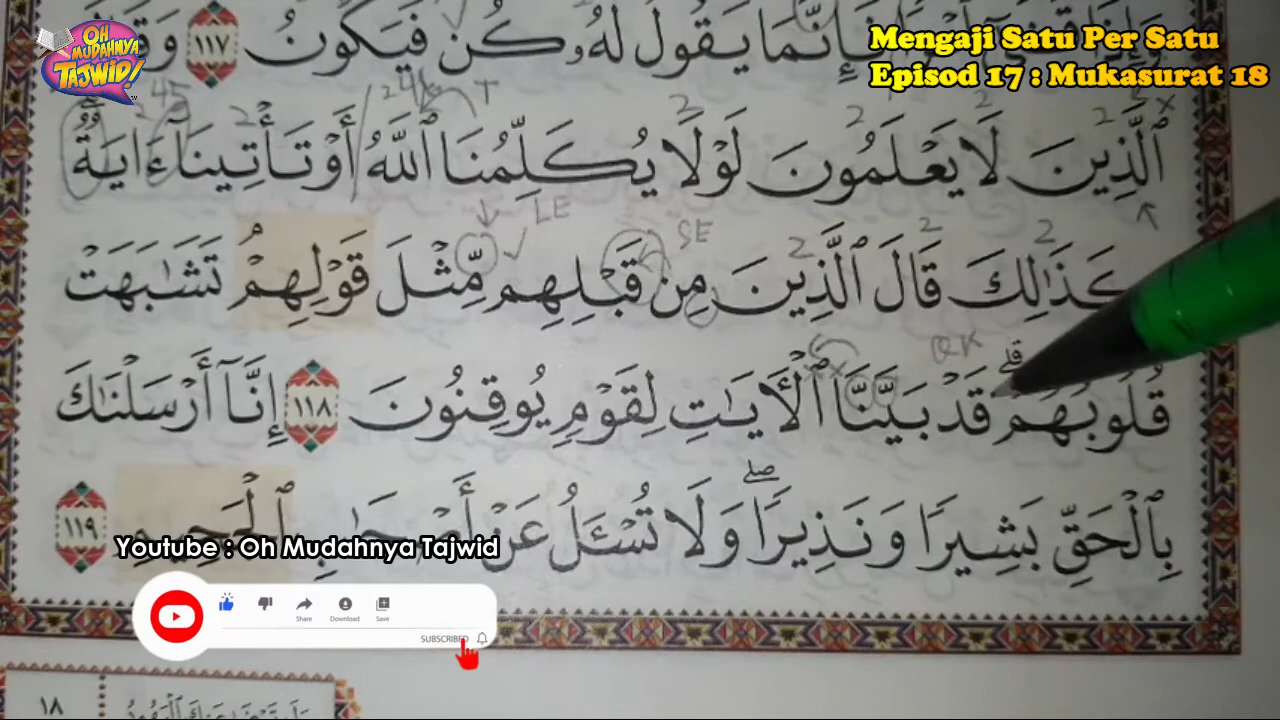 OH MUDAHNYA TAJWID!
Mengaji Satu Per Satu
Episod 17 : Mukasurat 18
فَإِنَّمَا يَقُولُ لَهُۥ كُن فَيَكُونُ ١١٧
ٱلَّذِينَ لَا يَعْلَمُونَ لَوْلَا يُكَلِّمُنَا ٱللَّهُ أَوْ تَأْتِينَآ ءَايَةٌ
كَذَٰلِكَ قَالَ ٱلَّذِينَ مِن قَبْلِهِم مِّثْلَ قَوْلِهِمْ تَشَٰبَهَتْ
قُلُوبُهُمْ ۗ قَدْ بَيَّنَّا ٱلْأٓيَٰتِ لِقَوْمٍ يُوقِنُونَ ١١٨ إِنَّآ أَرْسَلْنَٰكَ
بِٱلْحَقِّ بَشِيرًا وَنَذِيرًا ۖ وَلَا تُسْـَٔلُ عَنْ أَصْحَٰبِ ٱلْجَحِيمِ ١١٩
Youtube : Oh Mudahnya Tajwid
Share Download Save
SUBSCRIBED
١٨